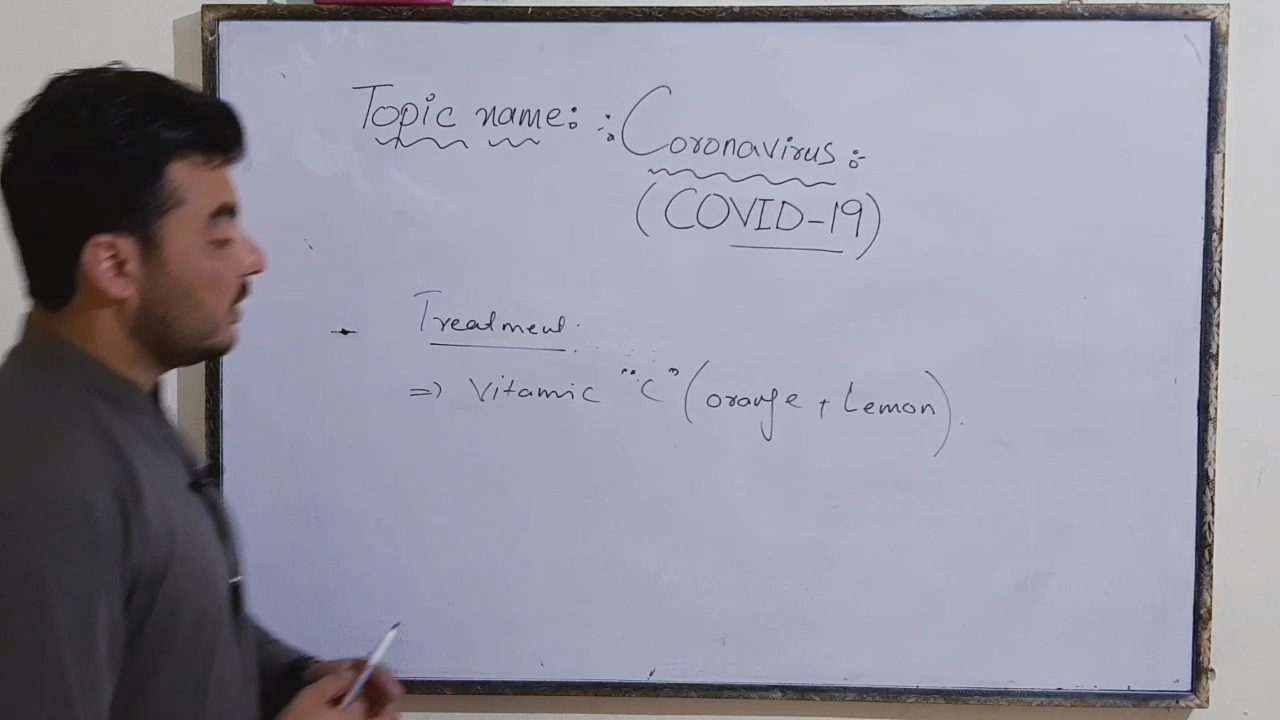 Topic name: :
Coronavirus :-
(COVID-19)
Treatment.
=> Vitamic "C" (orange + Lemon).